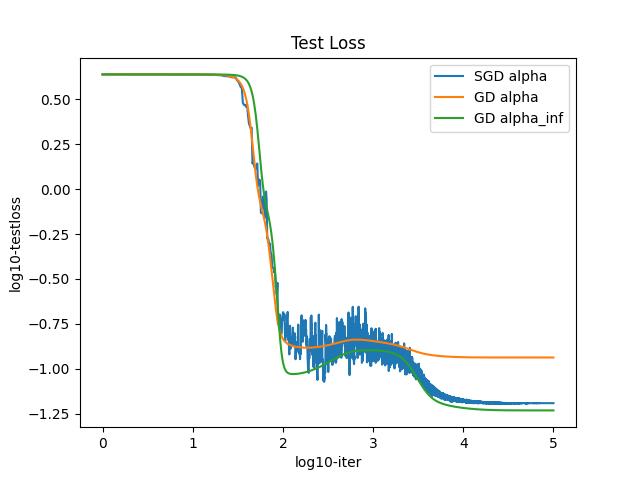 Test Loss
SGD alpha
GD alpha
GD alpha_inf
log10-testloss
0.50
0.25
0.00
−0.25
−0.50
−0.75
−1.00
−1.25
0 1 2 3 4 5
log10-iter